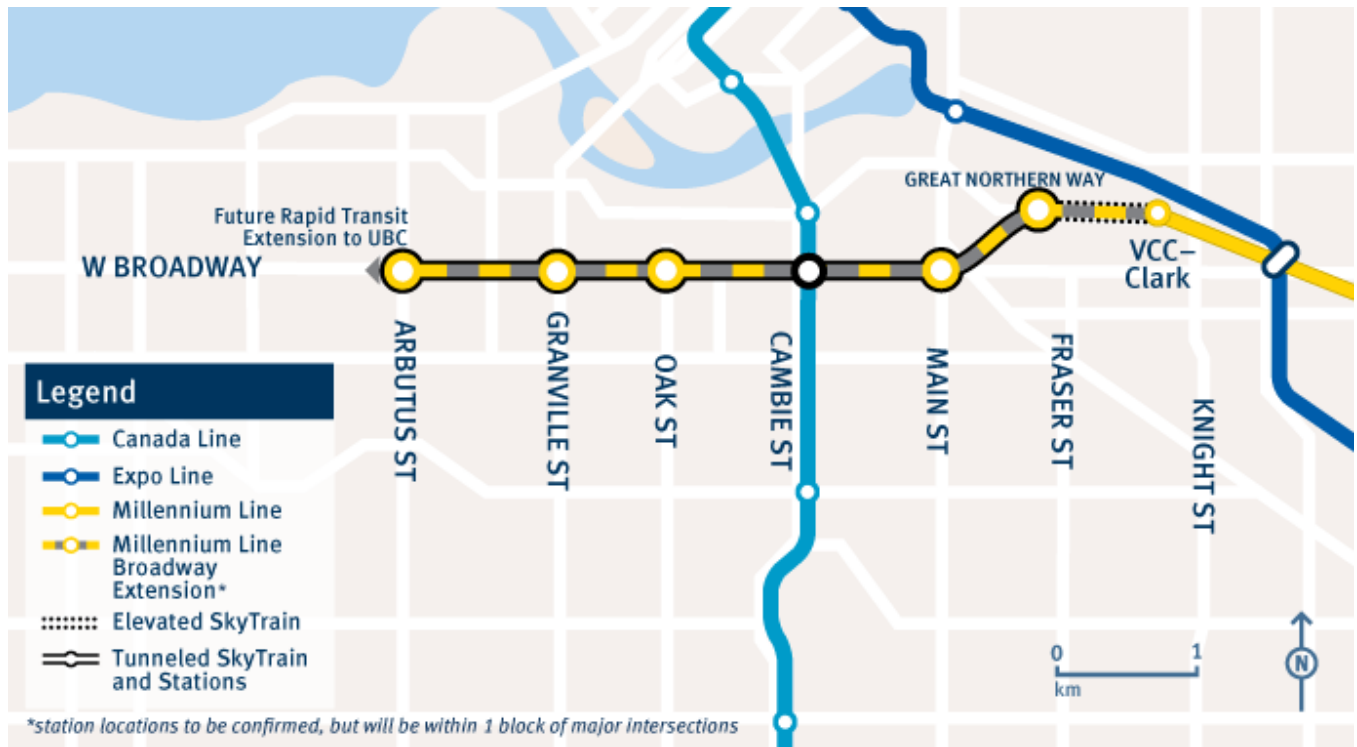 GREAT NORTHERN WAY
Future Rapid Transit
Extension to UBC
W BROADWAY
VCC–
Clark
ARBUTUS ST
GRANVILLE ST
OAK ST
CAMBIE ST
MAIN ST
FRASER ST
KNIGHT ST
Legend
Canada Line
Expo Line
Millennium Line
Millennium Line
Broadway
Extension*
Elevated SkyTrain
Tunneled SkyTrain
and Stations
0 1
km
N
*station locations to be confirmed, but will be within 1 block of major intersections